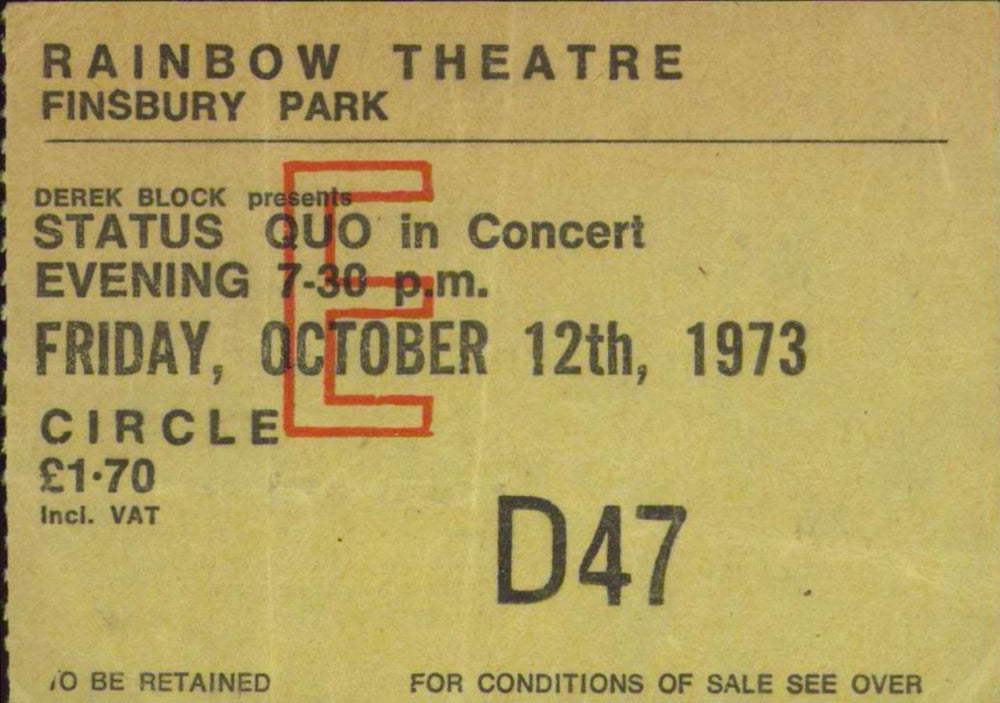 RAINBOW THEATRE
FINSBURY PARK
DEREK BLOCK presents
STATUS QUO in Concert
EVENING 7-30 p.m.
FRIDAY, OCTOBER 12th, 1973
E
CIRCLE
£1·70
Incl. VAT
D47
TO BE RETAINED FOR CONDITIONS OF SALE SEE OVER